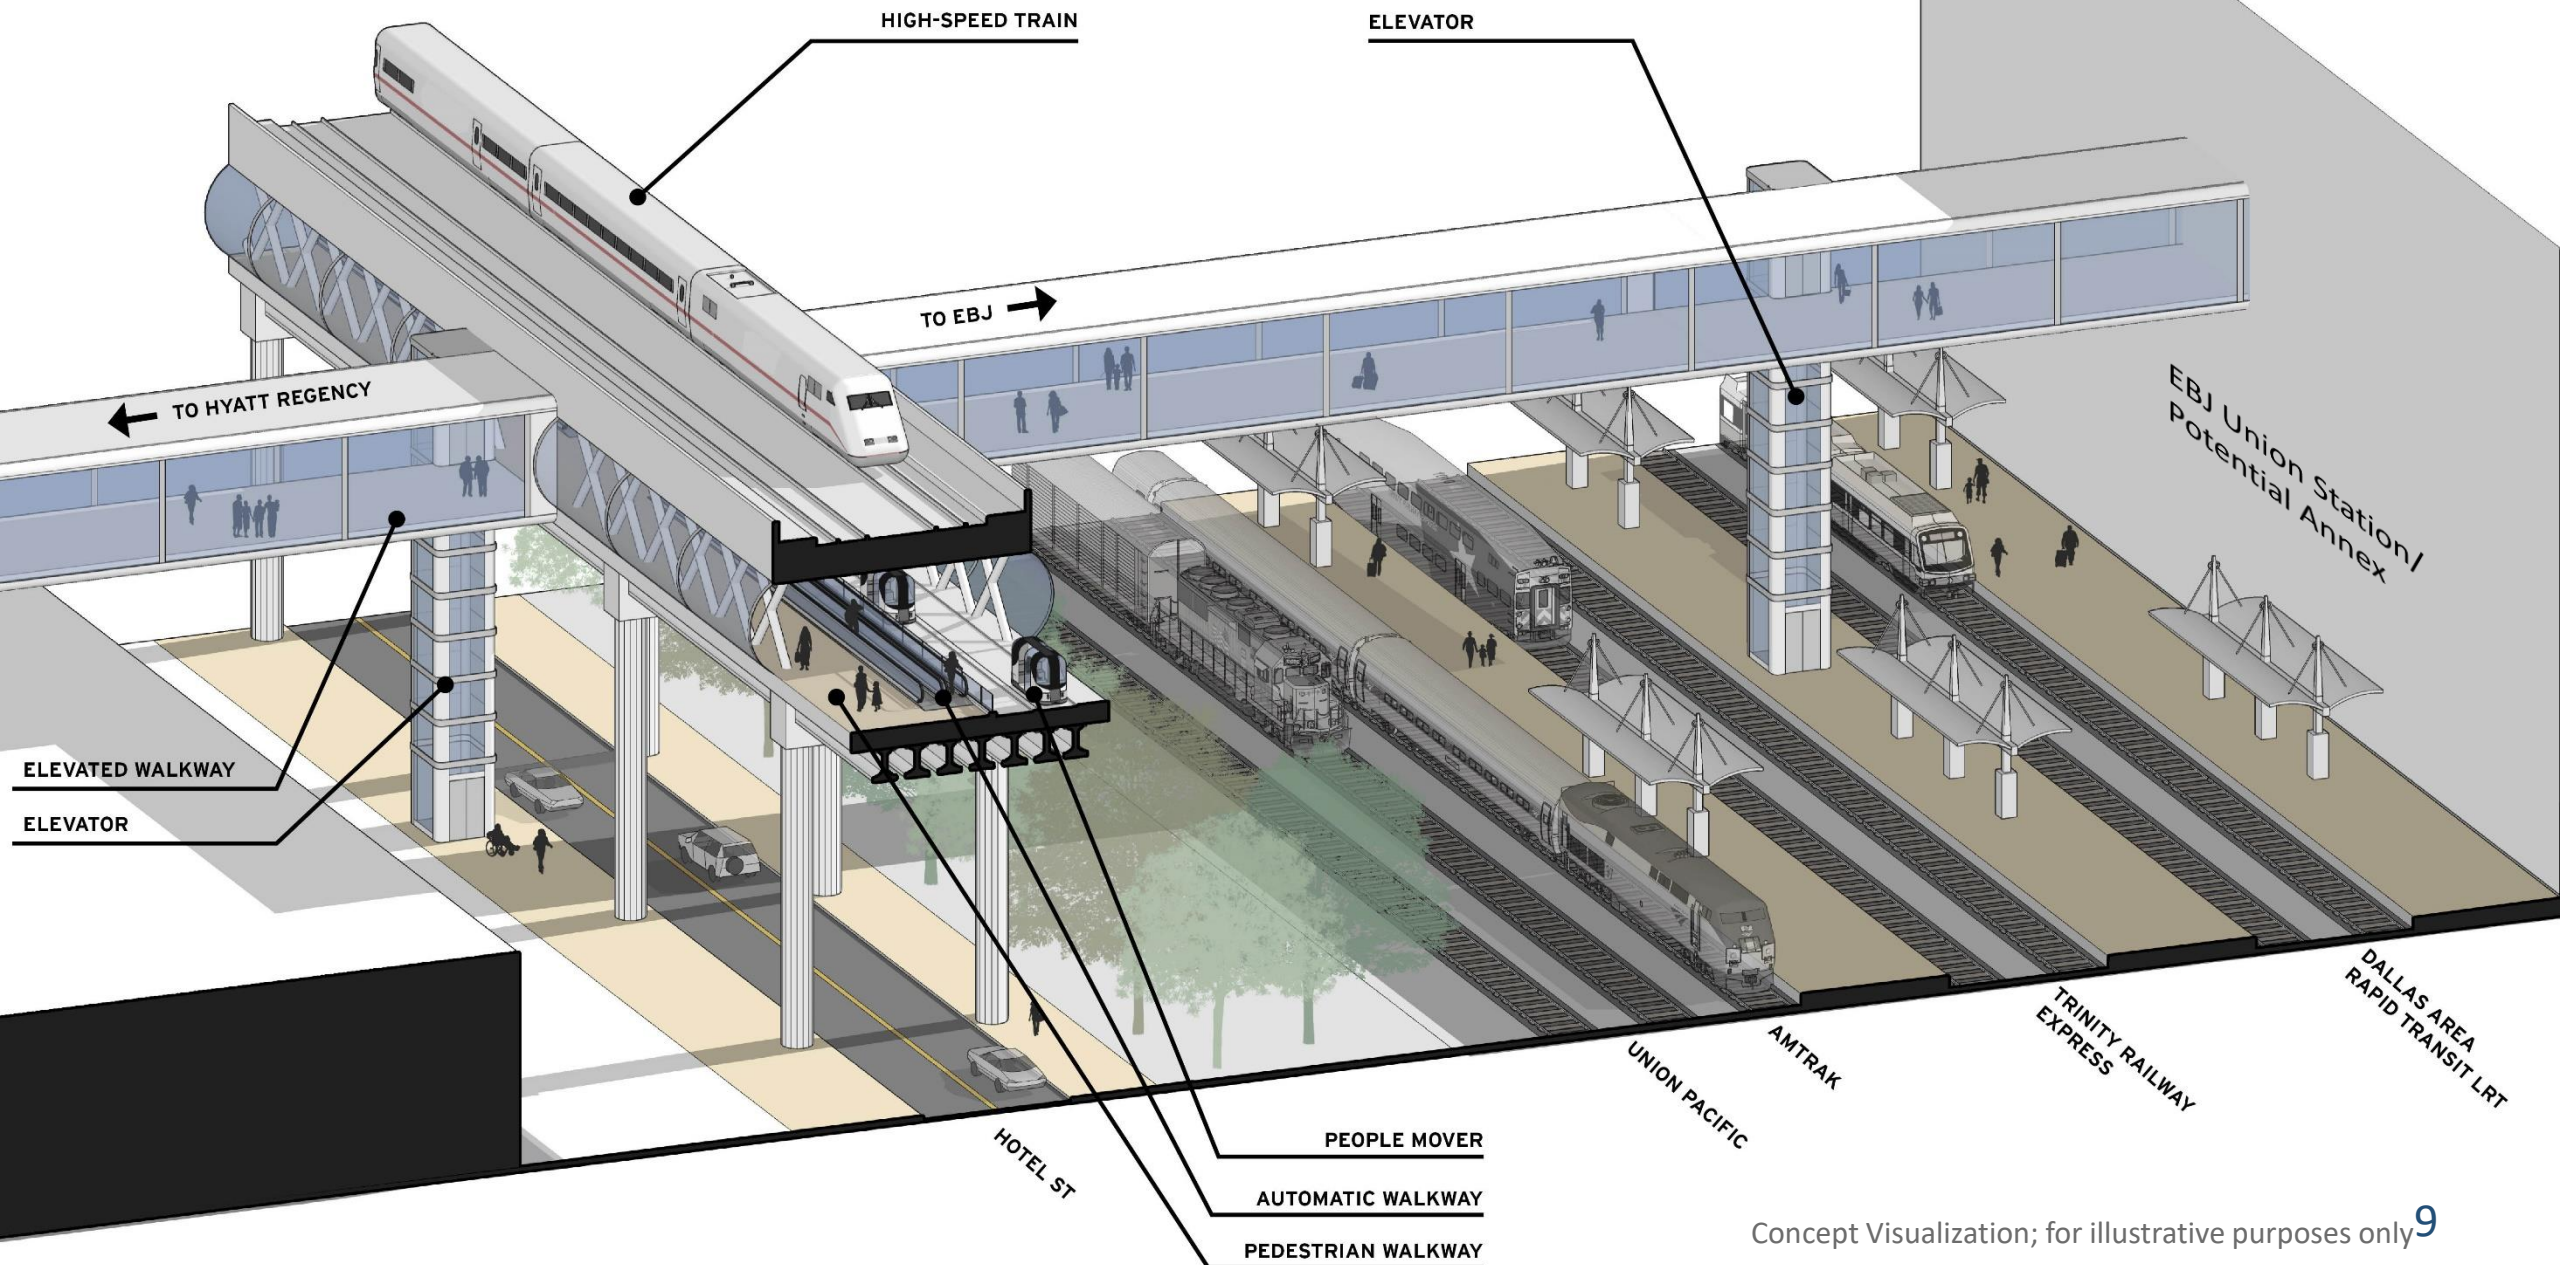 HIGH-SPEED TRAIN
ELEVATOR
TO EBJ
TO HYATT REGENCY
EBJ Union Station/
Potential Annex
ELEVATED WALKWAY
ELEVATOR
DALLAS AREA
RAPID TRANSIT LRT
TRINITY RAILWAY
EXPRESS
AMTRAK
UNION PACIFIC
HOTEL ST
PEOPLE MOVER
AUTOMATIC WALKWAY
PEDESTRIAN WALKWAY
Concept Visualization; for illustrative purposes only 9